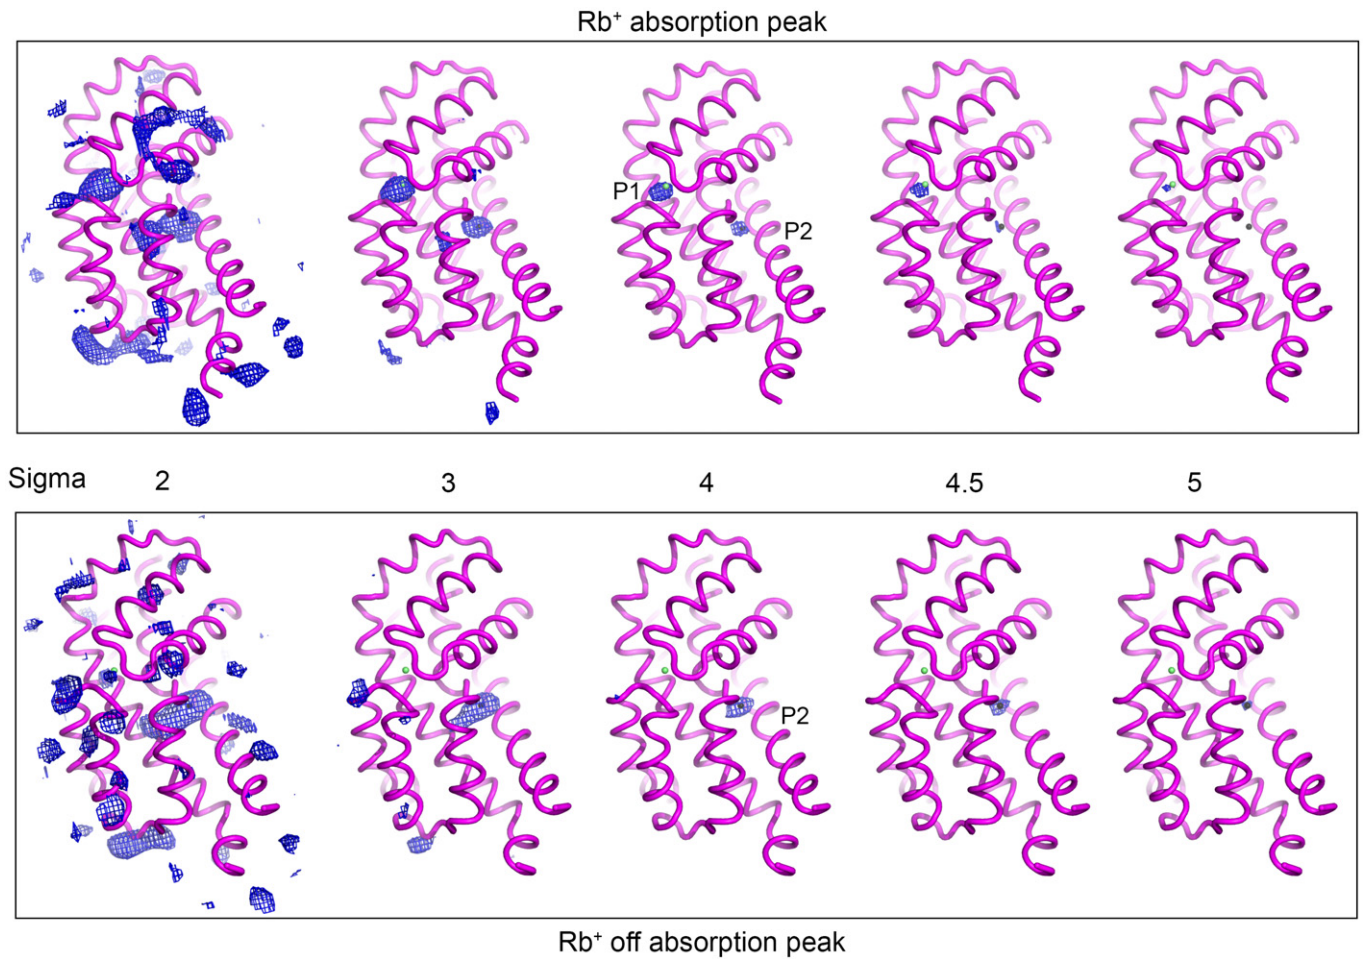 Rb⁺ absorption peak
P1
P2
Sigma 2 3 4 4.5 5
P2
Rb⁺ off absorption peak